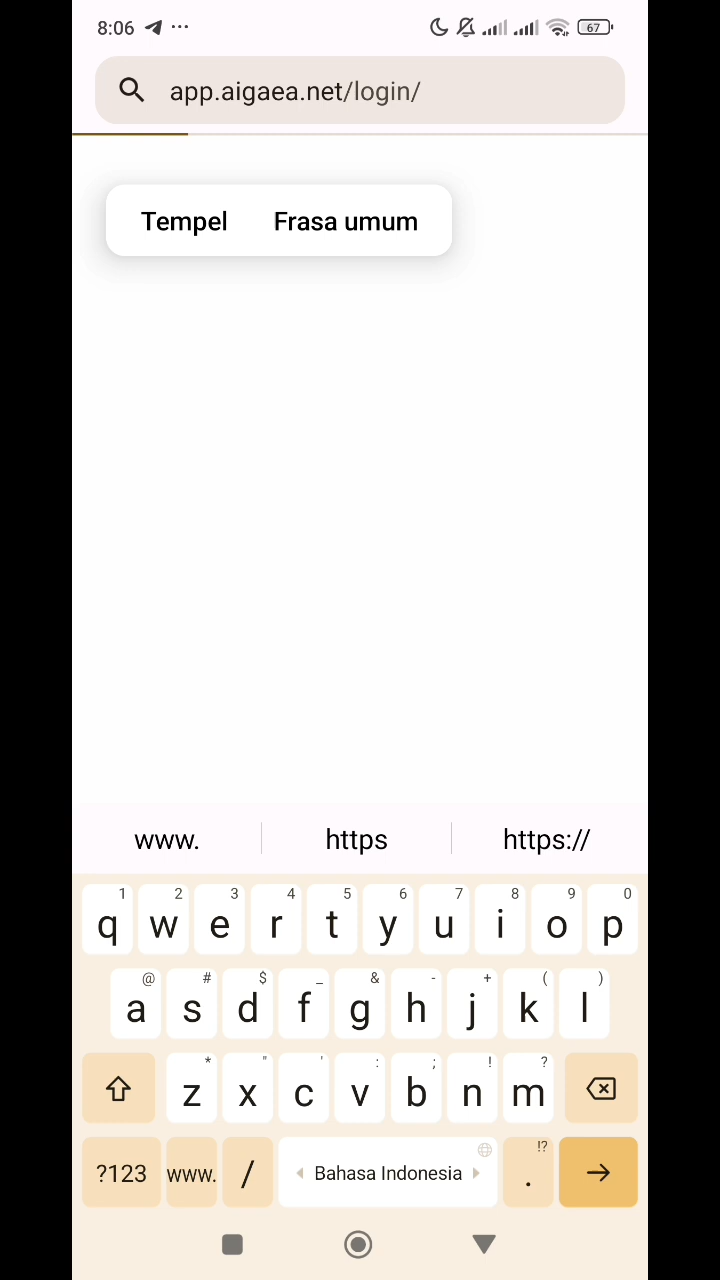 8:06 ... 67
app.aigaea.net/login/
Tempel Frasa umum
www. https https://
1 2 3 4 5 6 7 8 9 0
q w e r t y u i o p
@ # $ _ & - + ( )
a s d f g h j k l
* " ' : ; ! ?
z x c v b n m
!?
?123 www. / Bahasa Indonesia .